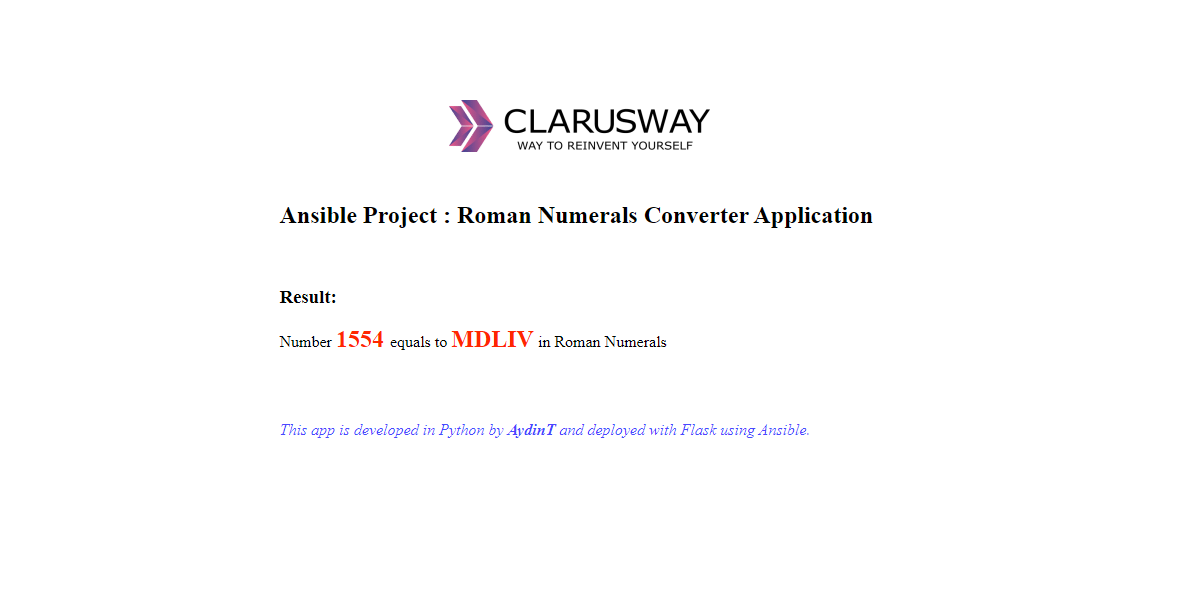 CLARUSWAY
WAY TO REINVENT YOURSELF
Ansible Project : Roman Numerals Converter Application
Result:
Number 1554 equals to MDLIV in Roman Numerals
This app is developed in Python by AydinT and deployed with Flask using Ansible.